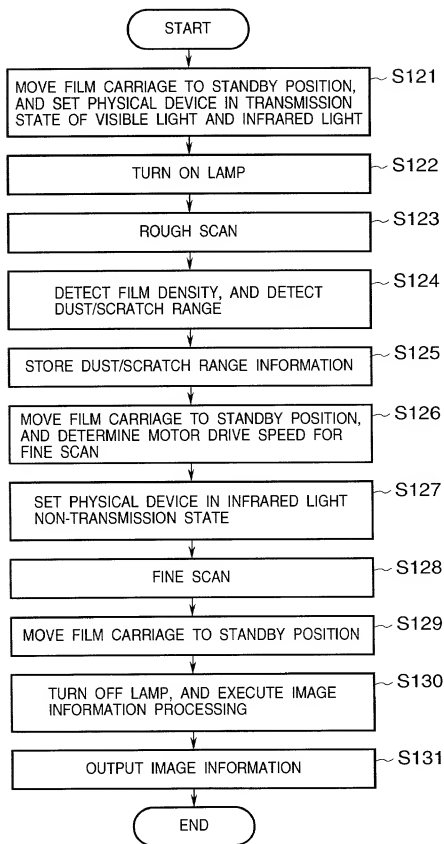 START
S121
MOVE FILM CARRIAGE TO STANDBY POSITION,
AND SET PHYSICAL DEVICE IN TRANSMISSION
STATE OF VISIBLE LIGHT AND INFRARED LIGHT
S122
TURN ON LAMP
S123
ROUGH SCAN
S124
DETECT FILM DENSITY, AND DETECT
DUST/SCRATCH RANGE
S125
STORE DUST/SCRATCH RANGE INFORMATION
S126
MOVE FILM CARRIAGE TO STANDBY POSITION,
AND DETERMINE MOTOR DRIVE SPEED FOR
FINE SCAN
S127
SET PHYSICAL DEVICE IN INFRARED LIGHT
NON-TRANSMISSION STATE
S128
FINE SCAN
S129
MOVE FILM CARRIAGE TO STANDBY POSITION
S130
TURN OFF LAMP, AND EXECUTE IMAGE
INFORMATION PROCESSING
S131
OUTPUT IMAGE INFORMATION
END